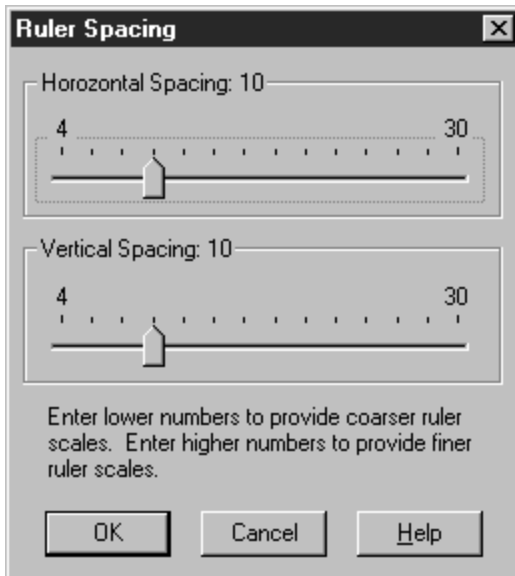 Ruler Spacing
Horozontal Spacing: 10
4 30
Vertical Spacing: 10
4 30
Enter lower numbers to provide coarser ruler
scales. Enter higher numbers to provide finer
ruler scales.
OK Cancel Help